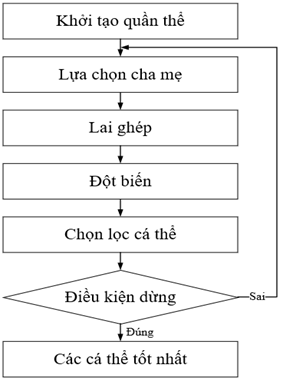 Khởi tạo quần thể
Lựa chọn cha mẹ
Lai ghép
Đột biến
Chọn lọc cá thể
Điều kiện dừng
Sai
Đúng
Các cá thể tốt nhất